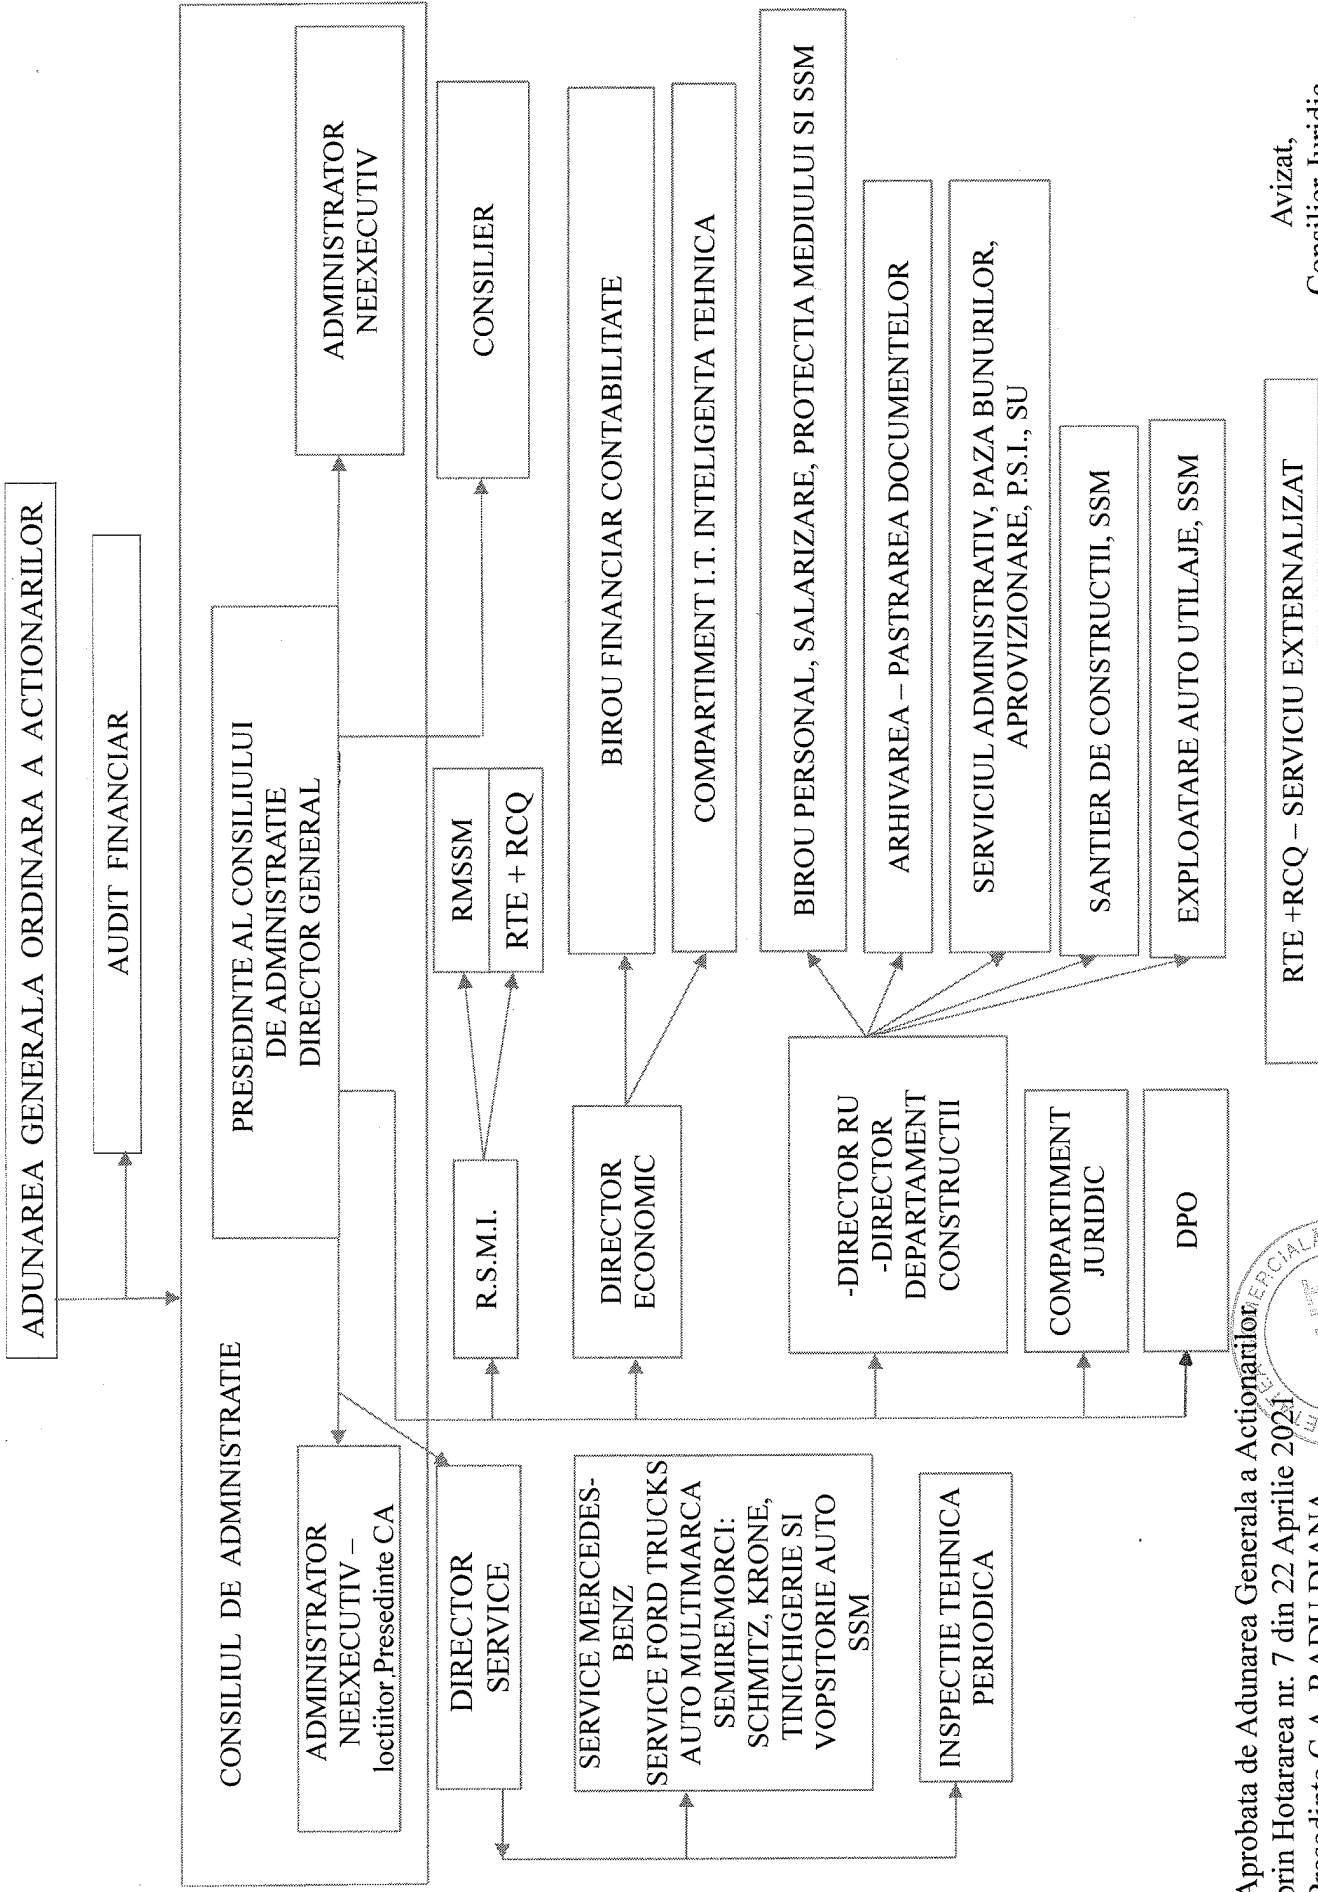 ADUNAREA GENERALA ORDINARA A ACTIONARILOR
AUDIT FINANCIAR
CONSILIUL DE ADMINISTRATIE
PRESEDINTE AL CONSILIULUI
DE ADMINISTRATIE
DIRECTOR GENERAL
ADMINISTRATOR
NEEXECUTIV –
loctiitor,Presedinte CA
ADMINISTRATOR
NEEXECUTIV
DIRECTOR
SERVICE
R.S.M.I.
RMSSM
RTE + RCQ
CONSILIER
SERVICE MERCEDES-
BENZ
SERVICE FORD TRUCKS
AUTO MULTIMARCA
SEMIREMORCI:
SCHMITZ, KRONE,
TINICHIGERIE SI
VOPSITORIE AUTO
SSM
INSPECTIE TEHNICA
PERIODICA
DIRECTOR
ECONOMIC
BIROU FINANCIAR CONTABILITATE
COMPARTIMENT I.T. INTELIGENTA TEHNICA
-DIRECTOR RU
-DIRECTOR
DEPARTAMENT
CONSTRUCTII
BIROU PERSONAL, SALARIZARE, PROTECTIA MEDIULUI SI SSM
ARHIVAREA – PASTRAREA DOCUMENTELOR
SERVICIUL ADMINISTRATIV, PAZA BUNURILOR,
APROVIZIONARE, P.S.I., SU
SANTIER DE CONSTRUCTII, SSM
EXPLOATARE AUTO UTILAJE, SSM
COMPARTIMENT
JURIDIC
DPO
RTE +RCQ – SERVICIU EXTERNALIZAT
Aprobata de Adunarea Generala a Actionarilor
prin Hotararea nr. 7 din 22 Aprilie 2021
Presedinte C.A. RADU DIANA
Avizat,
Consilier Juridic